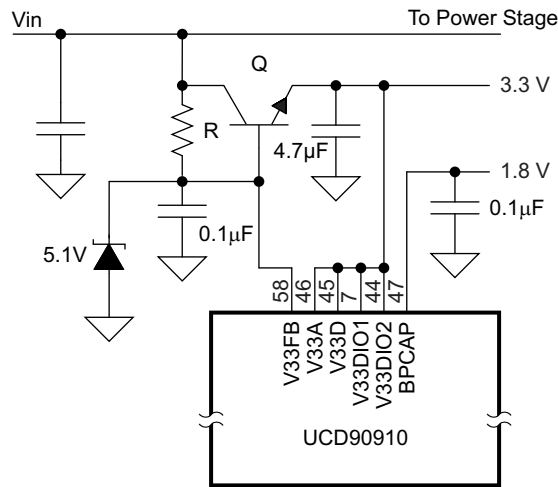 Vin
To Power Stage
Q
3.3 V
R
4.7µF
1.8 V
0.1µF
0.1µF
5.1V
58
46
45
7
44
47
V33FB
V33A
V33D
V33DIO1
V33DIO2
BPCAP
UCD90910